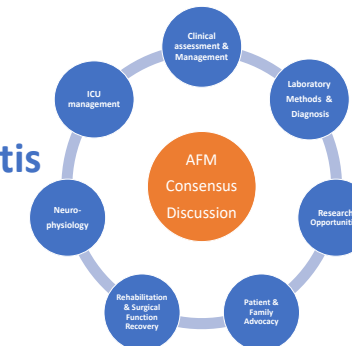 Clinical
assessment &
Management
Laboratory
Methods &
Diagnosis
ICU
management
tis
AFM
Consensus
Discussion
Neuro-
physiology
Research
Rehabilitation
& Surgical
Function
Recovery
Patient &
Family
Advocacy